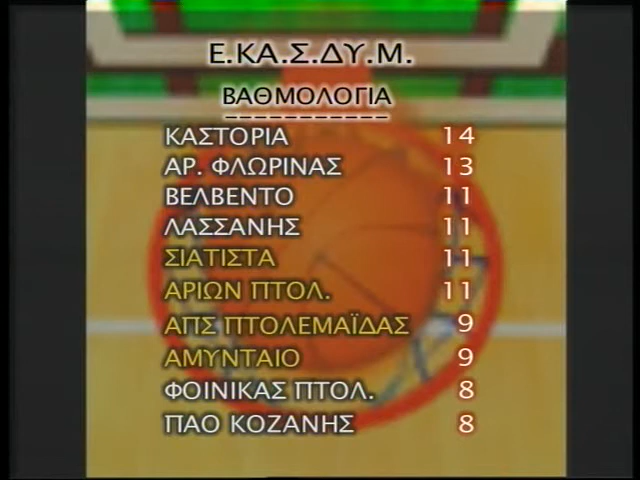 Ε.ΚΑ.Σ.ΔΥ.Μ.
ΒΑΘΜΟΛΟΓΙΑ
-----------
ΚΑΣΤΟΡΙΑ 14
ΑΡ. ΦΛΩΡΙΝΑΣ 13
ΒΕΛΒΕΝΤΟ 11
ΛΑΣΣΑΝΗΣ 11
ΣΙΑΤΙΣΤΑ 11
ΑΡΙΩΝ ΠΤΟΛ. 11
ΑΠΣ ΠΤΟΛΕΜΑΪΔΑΣ 9
ΑΜΥΝΤΑΙΟ 9
ΦΟΙΝΙΚΑΣ ΠΤΟΛ. 8
ΠΑΟ ΚΟΖΑΝΗΣ 8